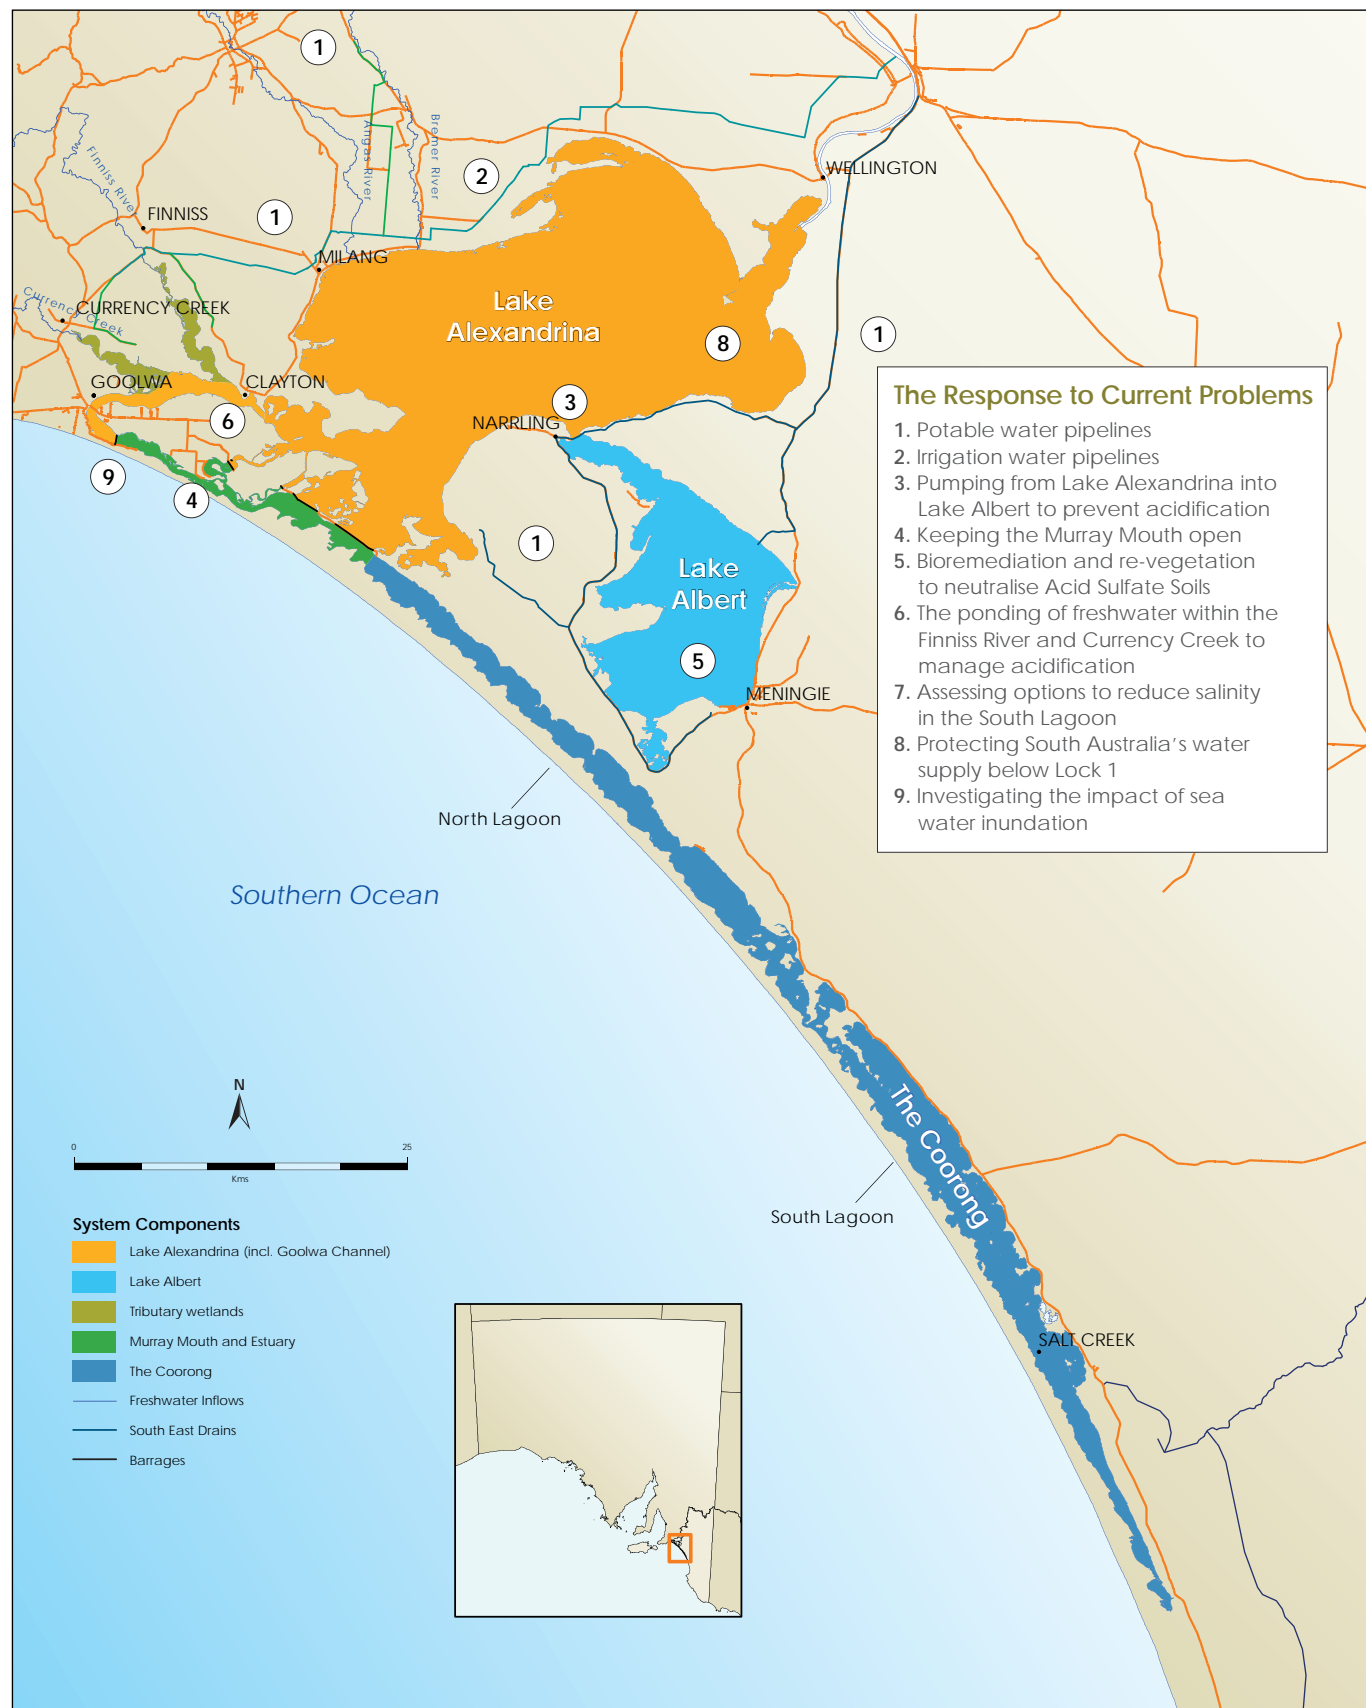 1
Finniss River
Angas River
Bremer River
2
WELLINGTON
FINNISS
1
MILANG
Currency Creek
CURRENCY CREEK
Lake
Alexandrina
8
1
GOOLWA
CLAYTON
6
3
NARRLING
9
4
1
Lake
Albert
5
MENINGIE
The Response to Current Problems
1. Potable water pipelines
2. Irrigation water pipelines
3. Pumping from Lake Alexandrina into
Lake Albert to prevent acidification
4. Keeping the Murray Mouth open
5. Bioremediation and re-vegetation
to neutralise Acid Sulfate Soils
6. The ponding of freshwater within the
Finniss River and Currency Creek to
manage acidification
7. Assessing options to reduce salinity
in the South Lagoon
8. Protecting South Australia's water
supply below Lock 1
9. Investigating the impact of sea
water inundation
North Lagoon
Southern Ocean
The Coorong
South Lagoon
SALT CREEK
N
0 25
Kms
System Components
Lake Alexandrina (incl. Goolwa Channel)
Lake Albert
Tributary wetlands
Murray Mouth and Estuary
The Coorong
Freshwater Inflows
South East Drains
Barrages